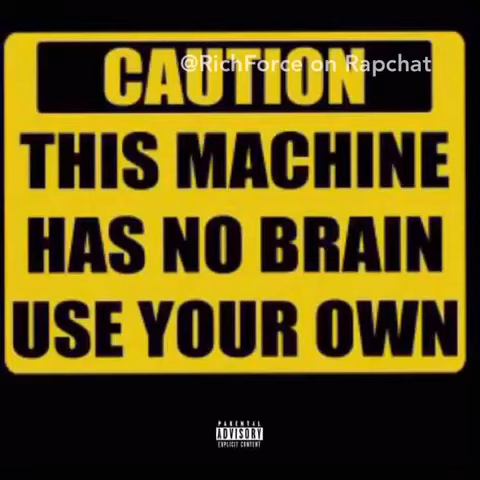 @RichForce on Rapchat
CAUTION
THIS MACHINE
HAS NO BRAIN
USE YOUR OWN
PARENTAL
ADVISORY
EXPLICIT CONTENT